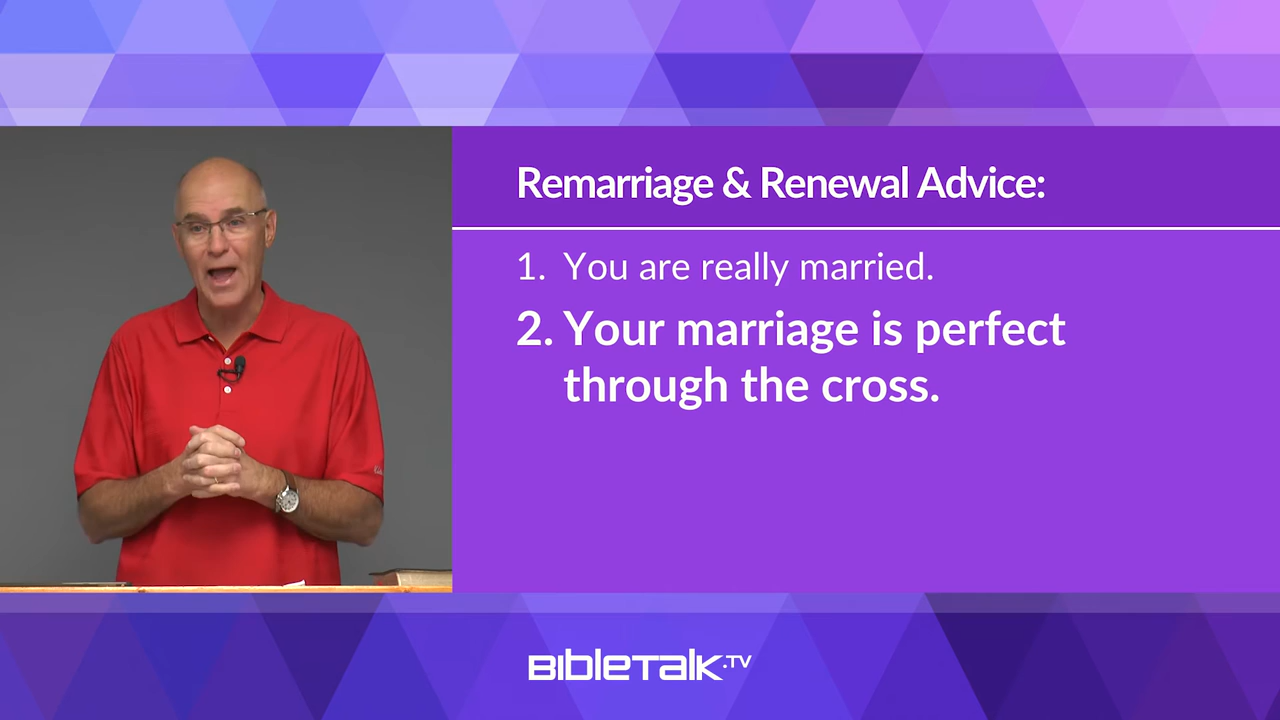 Remarriage & Renewal Advice:
1. You are really married.
2. Your marriage is perfect
through the cross.
BIBLETALK.TV